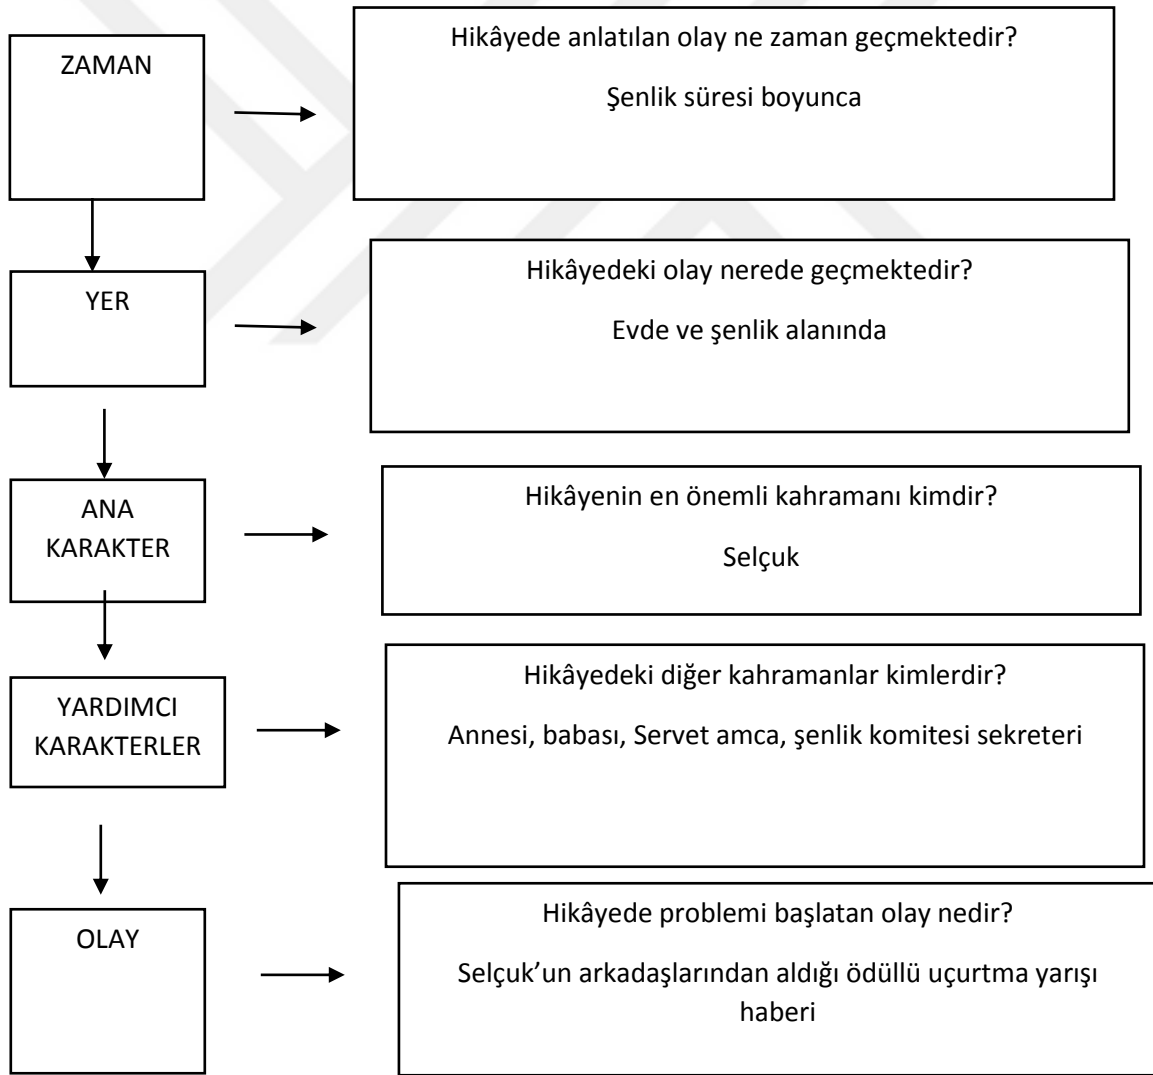 ZAMAN
Hikâyede anlatılan olay ne zaman geçmektedir?
Şenlik süresi boyunca
YER
Hikâyedeki olay nerede geçmektedir?
Evde ve şenlik alanında
ANA
KARAKTER
Hikâyenin en önemli kahramanı kimdir?
Selçuk
YARDIMCI
KARAKTERLER
Hikâyedeki diğer kahramanlar kimlerdir?
Annesi, babası, Servet amca, şenlik komitesi sekreteri
OLAY
Hikâyede problemi başlatan olay nedir?
Selçuk’un arkadaşlarından aldığı ödüllü uçurtma yarışı
haberi